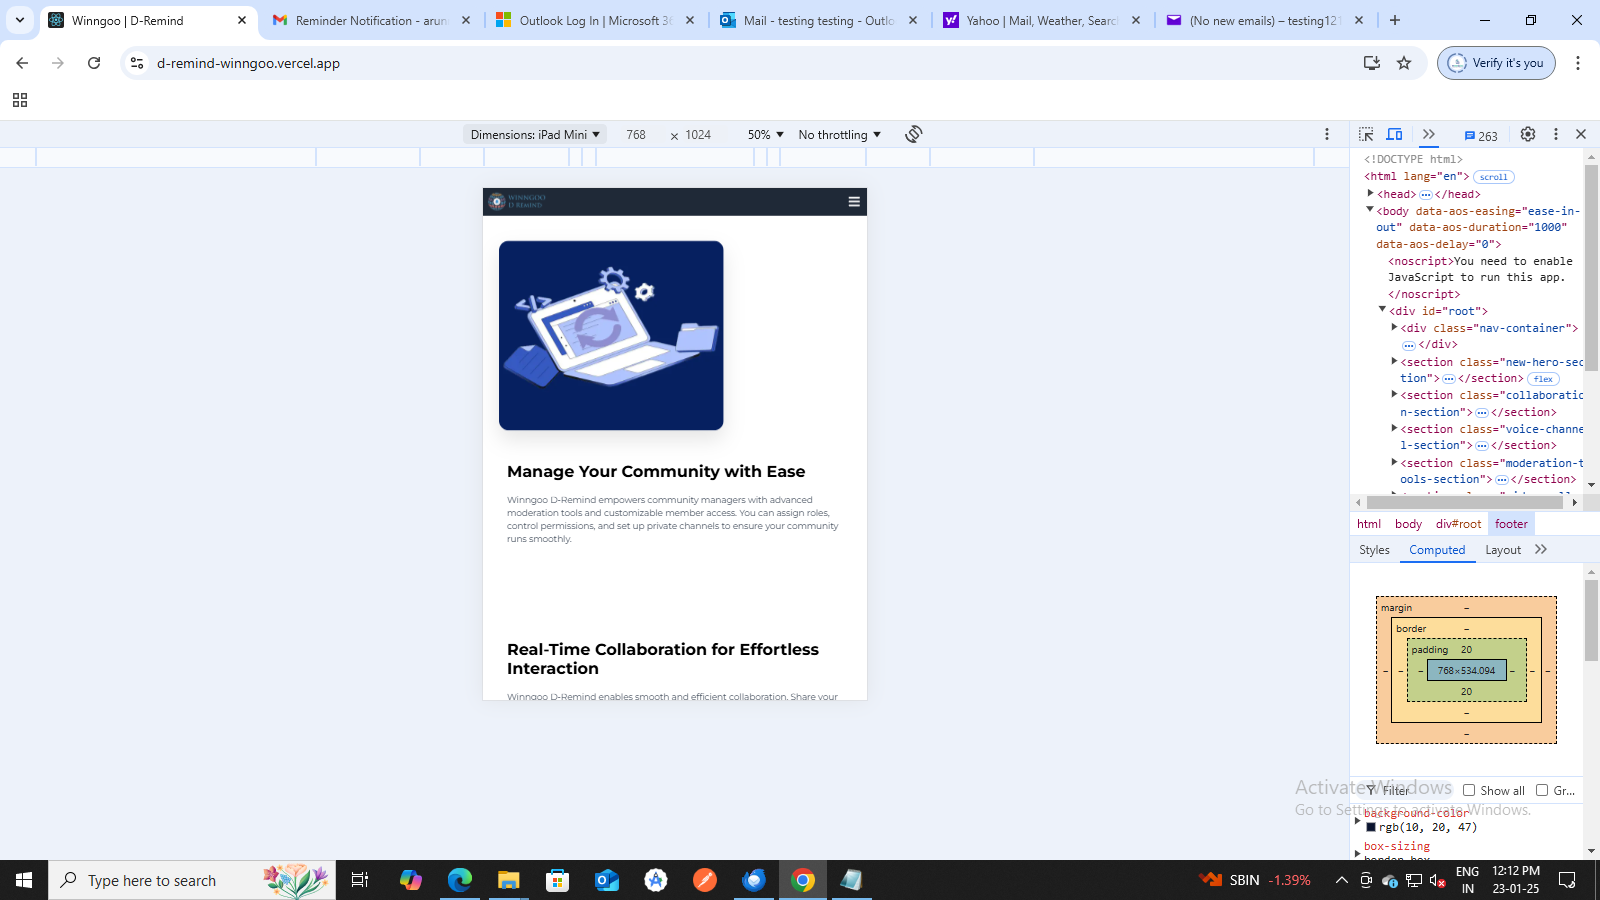 Winngoo | D-Remind
Reminder Notification - arun
Outlook Log In | Microsoft 36
Mail - testing testing - Outlo
Yahoo | Mail, Weather, Search
(No new emails) – testing121
d-remind-winngoo.vercel.app
Verify it's you
Dimensions: iPad Mini
768
×
1024
50%
No throttling
263
WINNGOO
D-REMIND
Manage Your Community with Ease
Winngoo D-Remind empowers community managers with advanced
moderation tools and customizable member access. You can assign roles,
control permissions, and set up private channels to ensure your community
runs smoothly.
Real-Time Collaboration for Effortless
Interaction
Winngoo D-Remind enables smooth and efficient collaboration. Share your
<!DOCTYPE html>
<html lang="en"> scroll
<head> … </head>
<body data-aos-easing="ease-in-
out" data-aos-duration="1000"
data-aos-delay="0">
<noscript>You need to enable
JavaScript to run this app.
</noscript>
<div id="root">
<div class="nav-container">
… </div>
<section class="new-hero-sec
tion"> … </section> flex
<section class="collaboratio
n-section"> … </section>
<section class="voice-channe
l-section"> … </section>
<section class="moderation-t
ools-section"> … </section>
html body div#root footer
Styles Computed Layout
margin –
border –
padding 20
– – – 768×534.094 – – –
20
–
–
Filter Show all Gr...
background-color
rgb(10, 20, 47)
box-sizing
border-box
Activate Windows
Go to Settings to activate Windows.
Type here to search
SBIN -1.39%
ENG
IN
12:12 PM
23-01-25